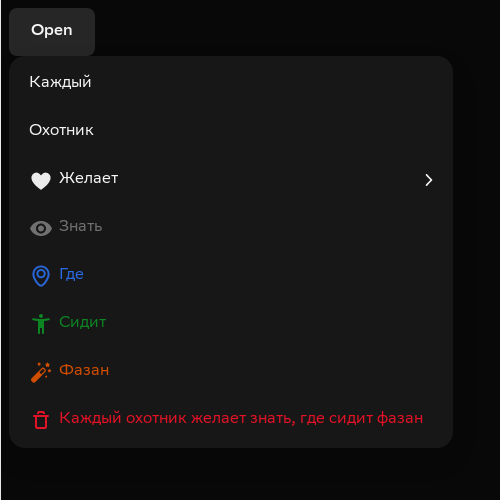 Open
Каждый
Охотник
Желает
Знать
Где
Сидит
Фазан
Каждый охотник желает знать, где сидит фазан